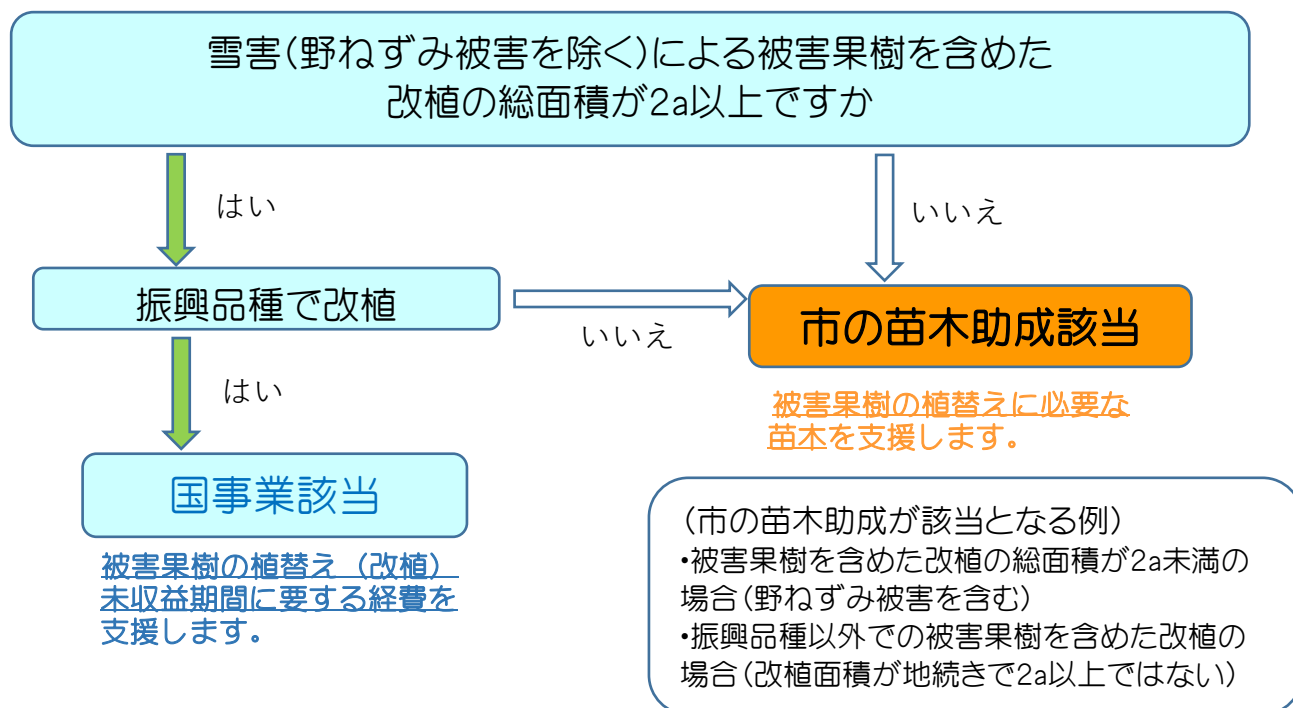 雪害(野ねずみ被害を除く)による被害果樹を含めた
改植の総面積が2a以上ですか
はい
いいえ
振興品種で改植
いいえ
市の苗木助成該当
はい
被害果樹の植替えに必要な
苗木を支援します。
国事業該当
被害果樹の植替え（改植）
未収益期間に要する経費を
支援します。
(市の苗木助成が該当となる例)
•被害果樹を含めた改植の総面積が2a未満の
場合(野ねずみ被害を含む)
•振興品種以外での被害果樹を含めた改植の
場合(改植面積が地続きで2a以上ではない)